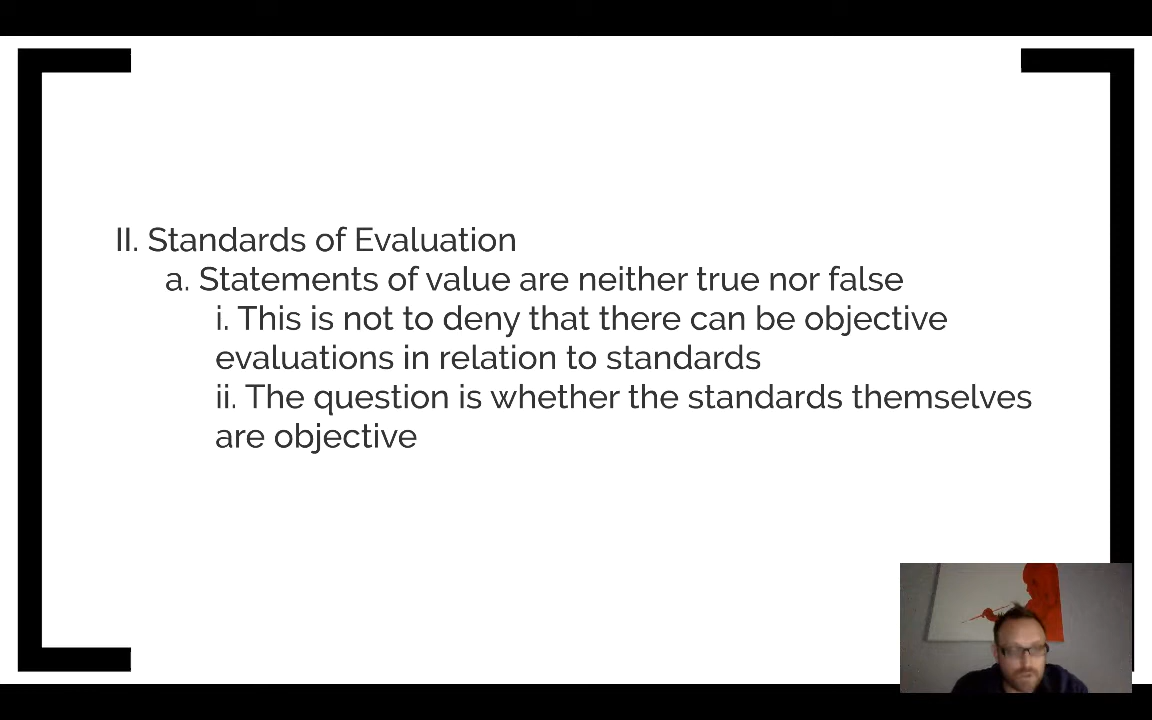 II. Standards of Evaluation
a. Statements of value are neither true nor false
i. This is not to deny that there can be objective
evaluations in relation to standards
ii. The question is whether the standards themselves
are objective